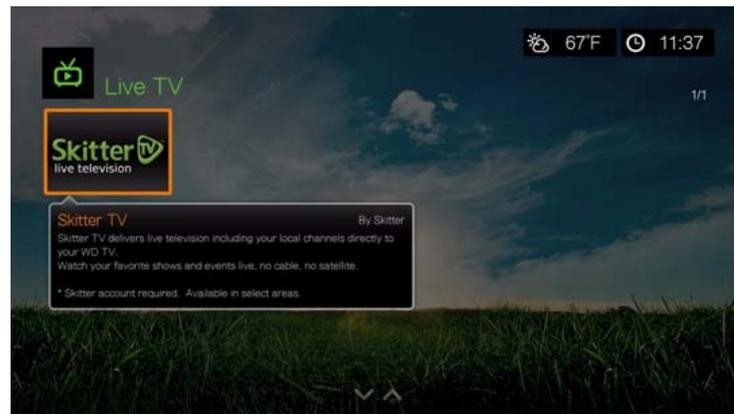 67°F
11:37
Live TV
1/1
Skitter TV
live television
Skitter TV
By Skitter
Skitter TV delivers live television including your local channels directly to
your WD TV.
Watch your favorite shows and events live, no cable, no satellite.
* Skitter account required. Available in select areas.